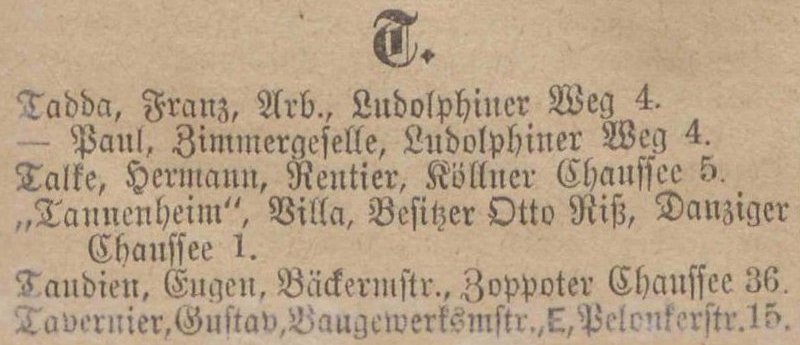 T.
Tadda, Franz, Arb., Ludolphiner Weg 4.
— Paul, Zimmergeselle, Ludolphiner Weg 4.
Talke, Hermann, Rentier, Köllner Chaussee 5.
„Tannenheim“, Villa, Besitzer Otto Riß, Danziger
Chaussee 1.
Taudien, Eugen, Bäckermstr., Zoppoter Chaussee 36.
Tavernier, Gustav, Baugewerksmstr., E, Pelonkerstr. 15.